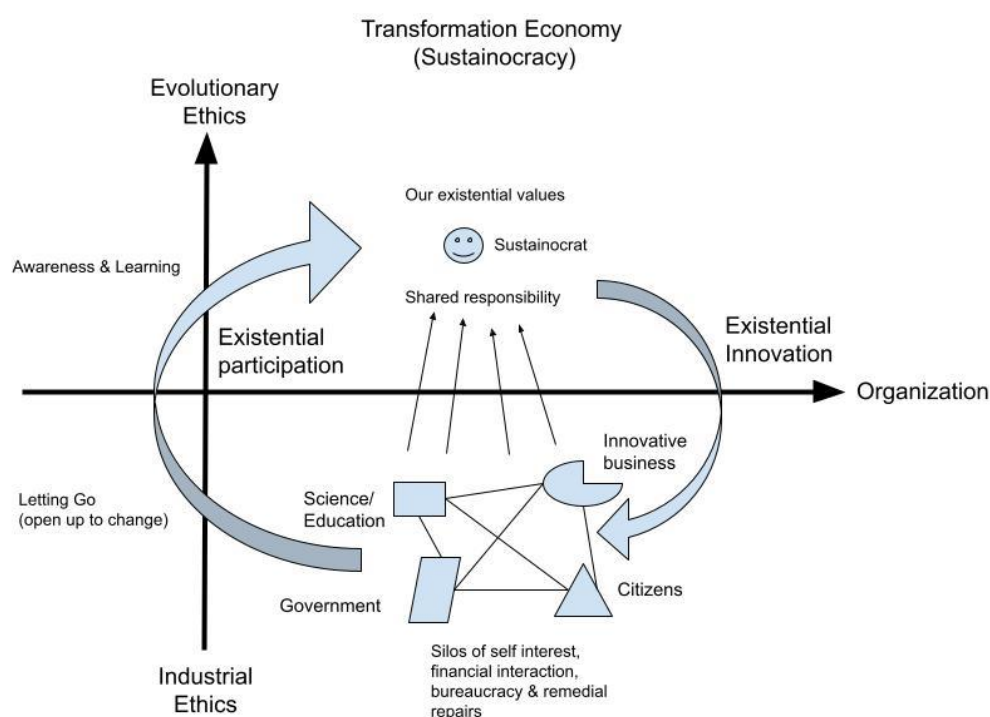 Transformation Economy
(Sustainocracy)
Evolutionary
Ethics
Our existential values
Sustainocrat
Awareness & Learning
Shared responsibility
Existential
participation
Existential
Innovation
Organization
Innovative
business
Science/
Education
Letting Go
(open up to change)
Government
Citizens
Silos of self interest,
financial interaction,
bureaucracy & remedial
repairs
Industrial
Ethics